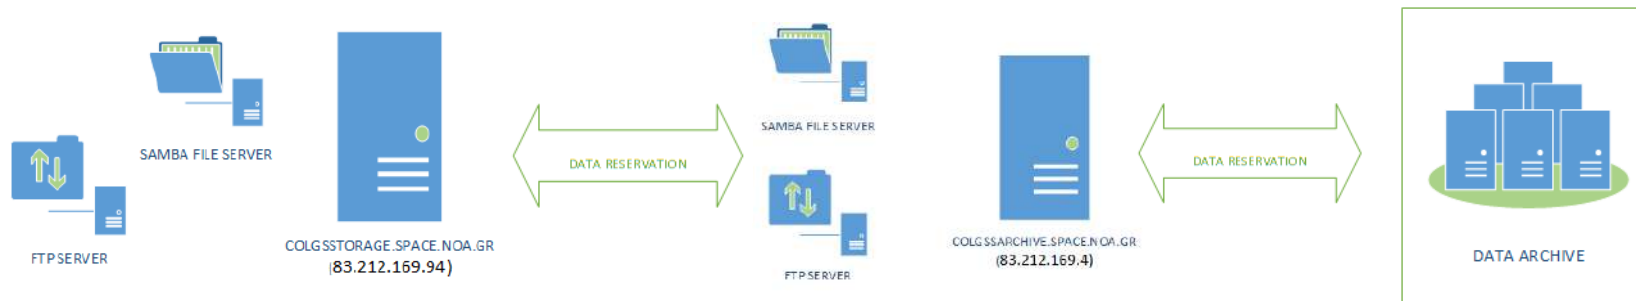 SAMBA FILE SERVER
FTP SERVER
COLGSSTORAGE.SPACE.NOA.GR
(83.212.169.94)
DATA RESERVATION
SAMBA FILE SERVER
FTP SERVER
COLGSSARCHIVE.SPACE.NOA.GR
(83.212.169.4)
DATA RESERVATION
DATA ARCHIVE